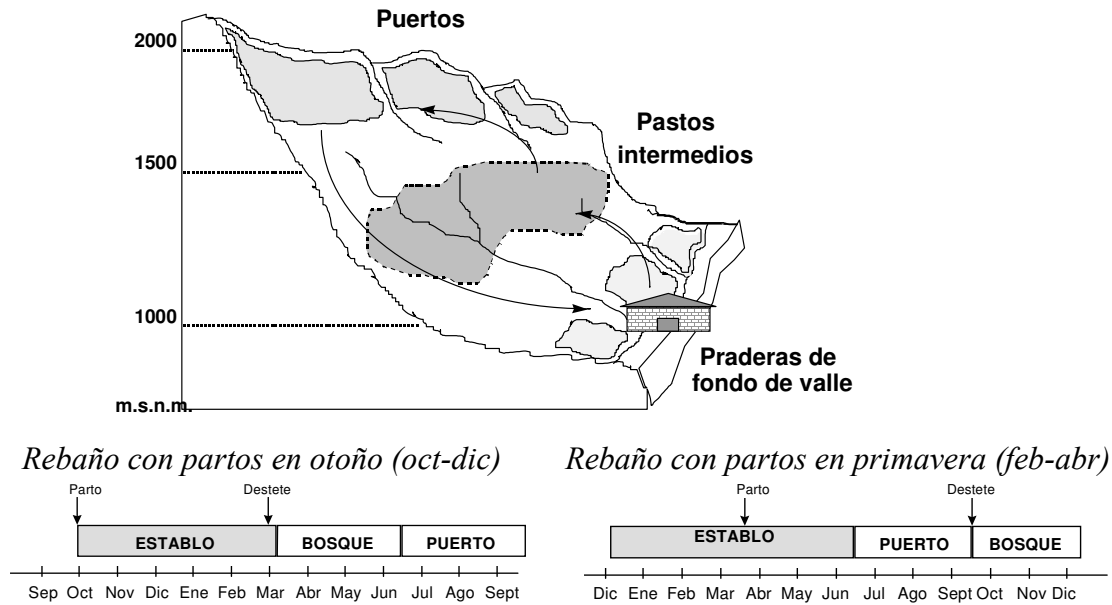 Puertos
2000
Pastos
intermedios
1500
1000
Praderas de
fondo de valle
m.s.n.m.
Rebaño con partos en otoño (oct-dic)
Parto Destete
ESTABLO BOSQUE PUERTO
Sep Oct Nov Dic Ene Feb Mar Abr May Jun Jul Ago Sept
Rebaño con partos en primavera (feb-abr)
Parto Destete
ESTABLO PUERTO BOSQUE
Dic Ene Feb Mar Abr May Jun Jul Ago Sep Oct Nov Dic